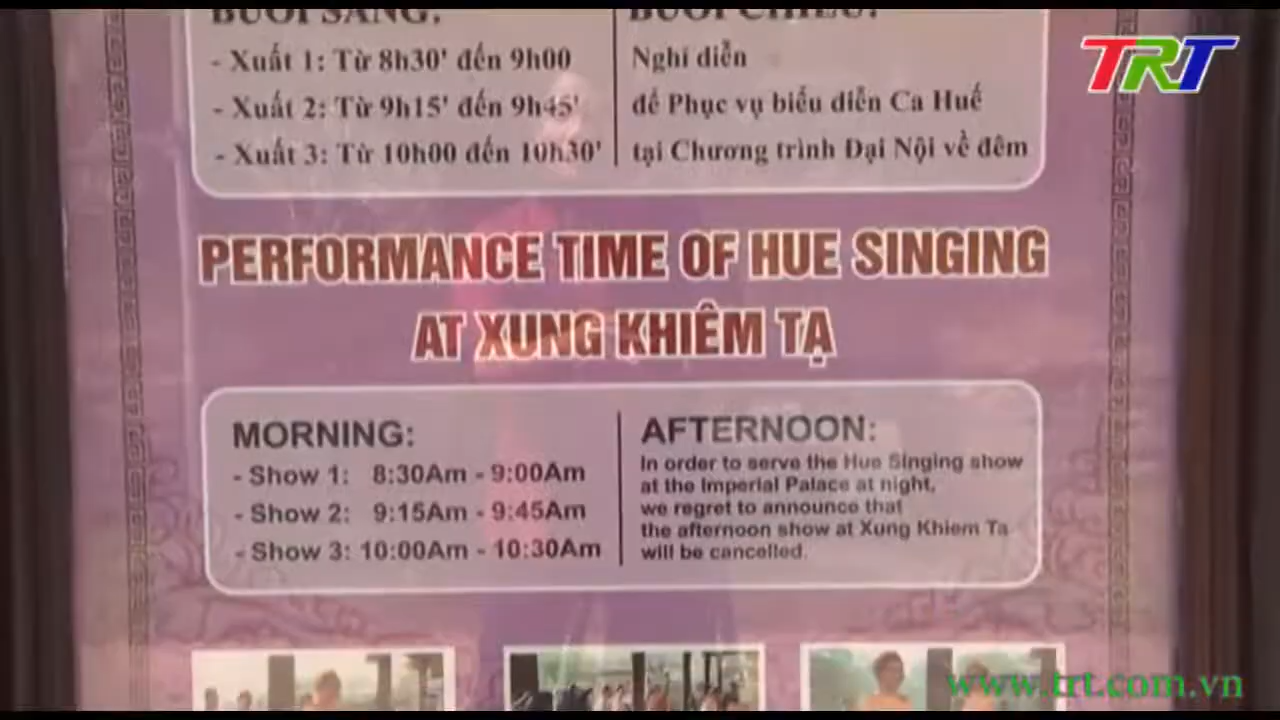 BUỔI SÁNG:
- Xuất 1: Từ 8h30' đến 9h00
- Xuất 2: Từ 9h15' đến 9h45'
- Xuất 3: Từ 10h00 đến 10h30'
BUỔI CHIỀU:
Nghỉ diễn
để Phục vụ biểu diễn Ca Huế
tại Chương trình Đại Nội về đêm
TRT
PERFORMANCE TIME OF HUE SINGING
AT XUNG KHIÊM TẠ
MORNING:
- Show 1: 8:30Am - 9:00Am
- Show 2: 9:15Am - 9:45Am
- Show 3: 10:00Am - 10:30Am
AFTERNOON:
In order to serve the Hue Singing show
at the Imperial Palace at night,
we regret to announce that
the afternoon show at Xung Khiem Ta
will be cancelled.
www.trt.com.vn